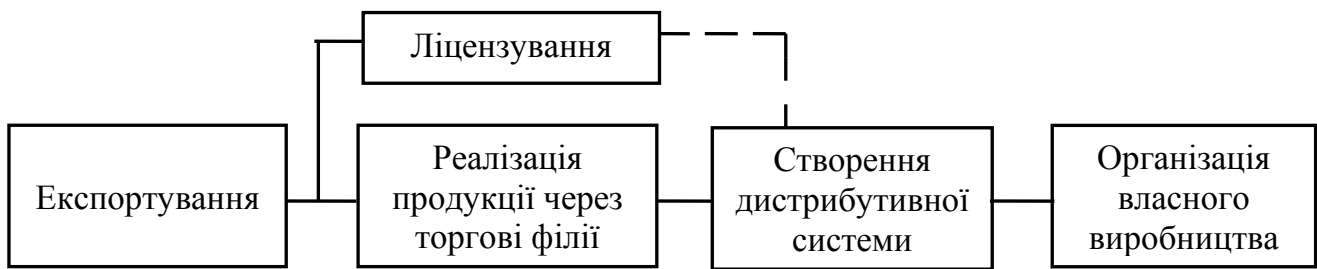 Ліцензування
Експортування
Реалізація
продукції через
торгові філії
Створення
дистрибутивної
системи
Організація
власного
виробництва